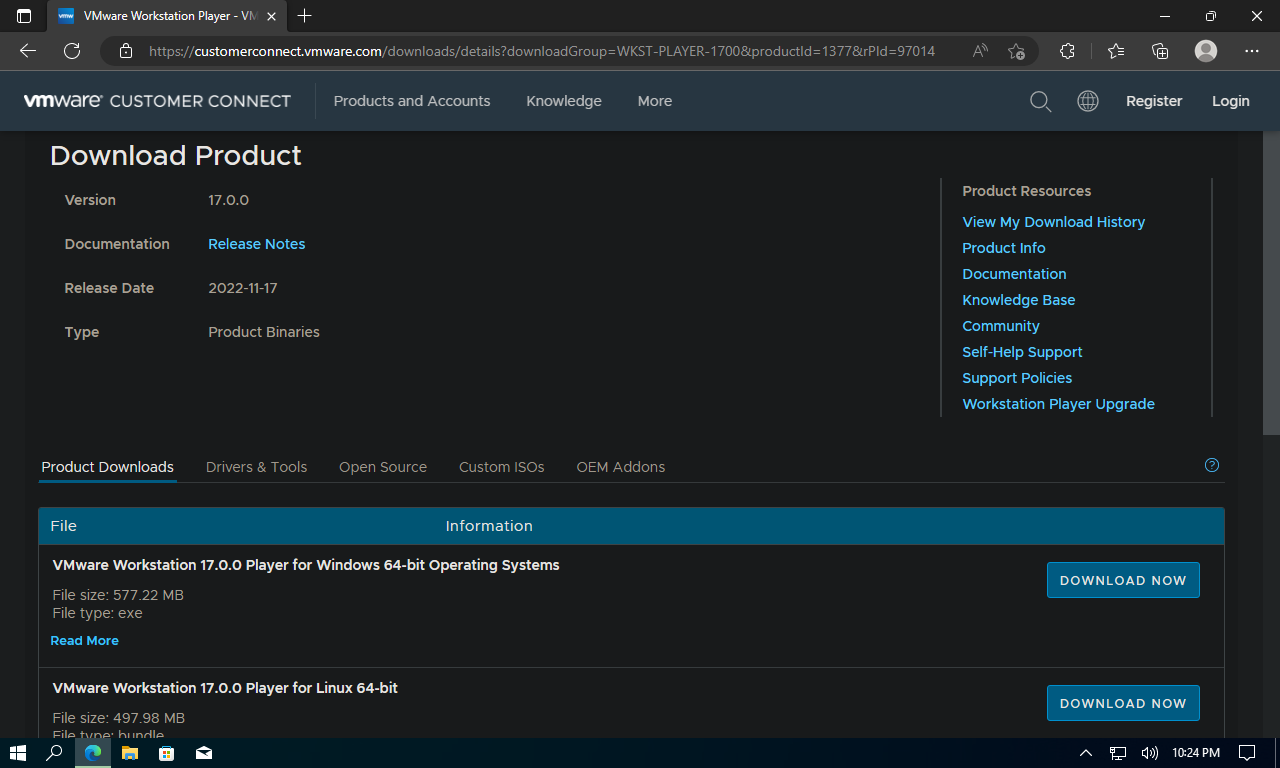 VMware Workstation Player - VM
https://customerconnect.vmware.com/downloads/details?downloadGroup=WKST-PLAYER-1700&productId=1377&rPId=97014
vmware® CUSTOMER CONNECT
Products and Accounts
Knowledge
More
Register
Login
Download Product
Version 17.0.0
Documentation Release Notes
Release Date 2022-11-17
Type Product Binaries
Product Resources
View My Download History
Product Info
Documentation
Knowledge Base
Community
Self-Help Support
Support Policies
Workstation Player Upgrade
Product Downloads
Drivers & Tools
Open Source
Custom ISOs
OEM Addons
File Information
VMware Workstation 17.0.0 Player for Windows 64-bit Operating Systems
File size: 577.22 MB
File type: exe
Read More
DOWNLOAD NOW
VMware Workstation 17.0.0 Player for Linux 64-bit
File size: 497.98 MB
File type: bundle
DOWNLOAD NOW
10:24 PM